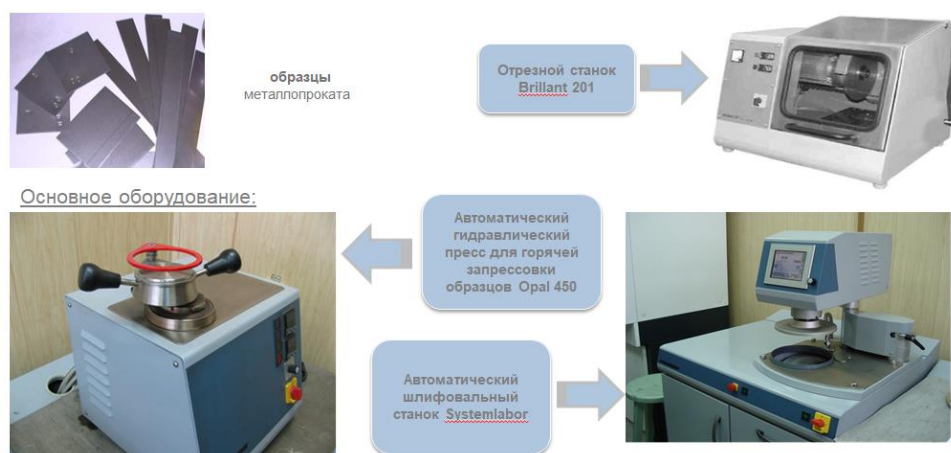 образцы
металлопроката
Отрезной станок
Brillant 201
Основное оборудование:
Автоматический
гидравлический
пресс для горячей
запрессовки
образцов Opal 450
Автоматический
шлифовальный
станок Systemlabor